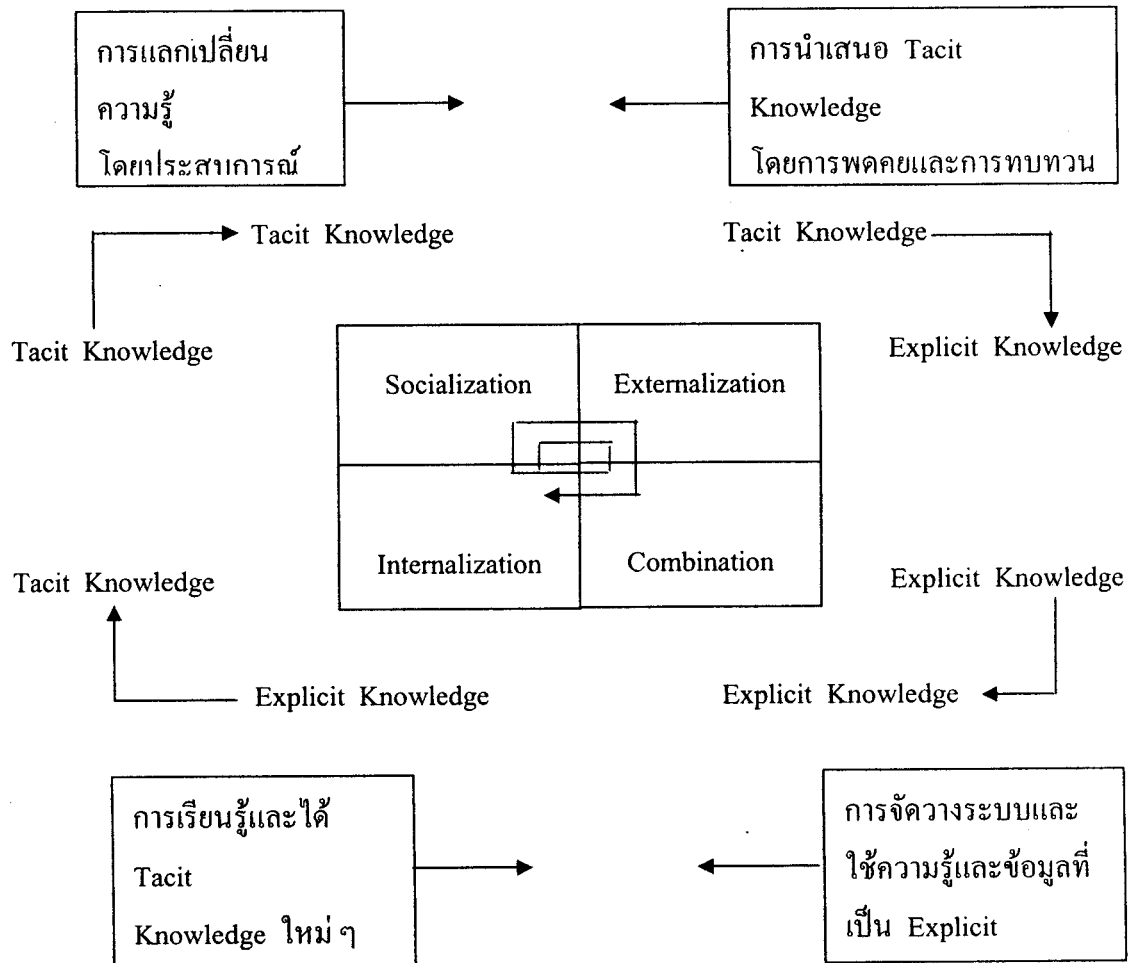 การแลกเปลี่ยน
ความรู้
โดยประสบการณ์
การนำเสนอ Tacit
Knowledge
โดยการพดคยและการทบทวน
Tacit Knowledge
Tacit Knowledge
Tacit Knowledge
Explicit Knowledge
Socialization
Externalization
Internalization
Combination
Tacit Knowledge
Explicit Knowledge
Explicit Knowledge
Explicit Knowledge
การเรียนรู้และได้
Tacit
Knowledge ใหม่ ๆ
การจัดวางระบบและ
ใช้ความรู้และข้อมูลที่
เป็น Explicit